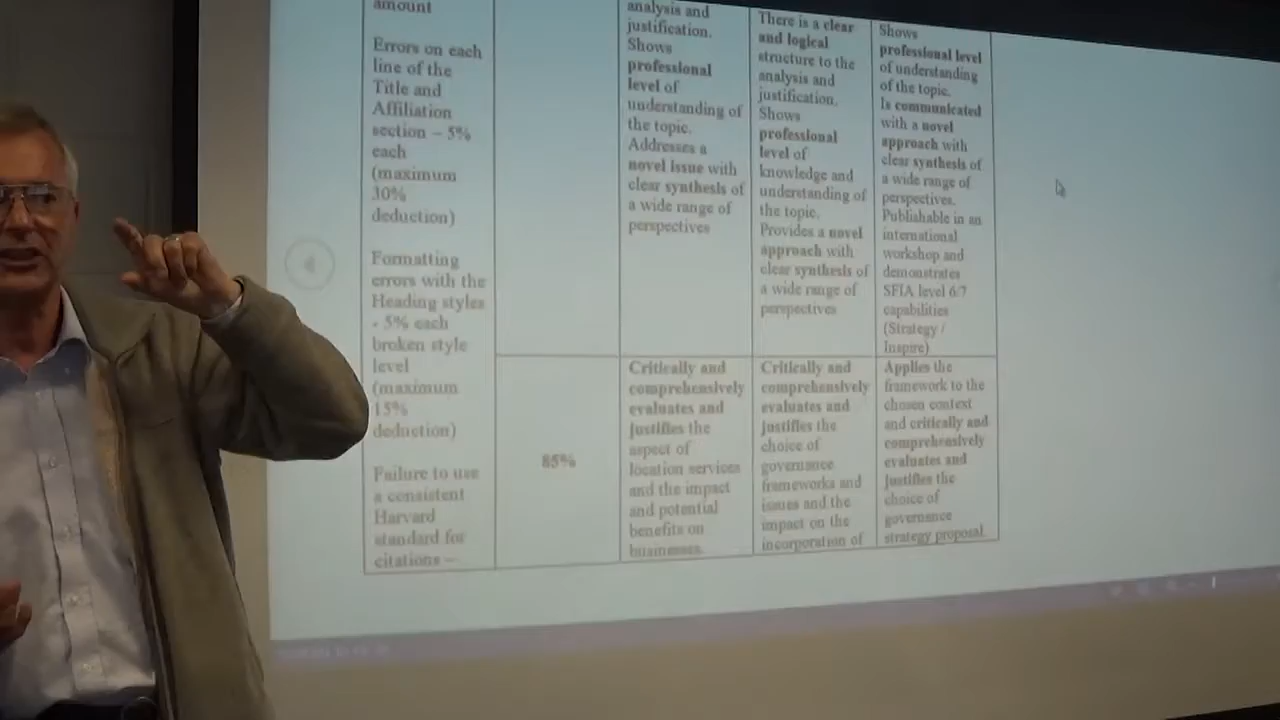 amount
Errors on each
line of the
Title and
Affiliation
section – 5%
each
(maximum
30%
deduction)
Formatting
errors with the
Heading styles
- 5% each
broken style
level
(maximum
15%
deduction)
Failure to use
a consistent
Harvard
standard for
citations –
analysis and
justification.
Shows
professional
level of
understanding of
the topic.
Addresses a
novel issue with
clear synthesis of
a wide range of
perspectives
There is a clear
and logical
structure to the
analysis and
justification.
Shows
professional
level of
knowledge and
understanding of
the topic.
Provides a novel
approach with
clear synthesis of
a wide range of
perspectives
Shows
professional level
of understanding
of the topic.
Is communicated
with a novel
approach with
clear synthesis of
a wide range of
perspectives.
Publishable in an
international
workshop and
demonstrates
SFIA level 6/7
capabilities
(Strategy /
Inspire)
85%
Critically and
comprehensively
evaluates and
justifies the
aspect of
location services
and the impact
and potential
benefits on
businesses.
Critically and
comprehensively
evaluates and
justifies the
choice of
governance
frameworks and
issues and the
impact on the
incorporation of
Applies the
framework to the
chosen context
and critically and
comprehensively
evaluates and
justifies the
choice of
governance
strategy proposal.